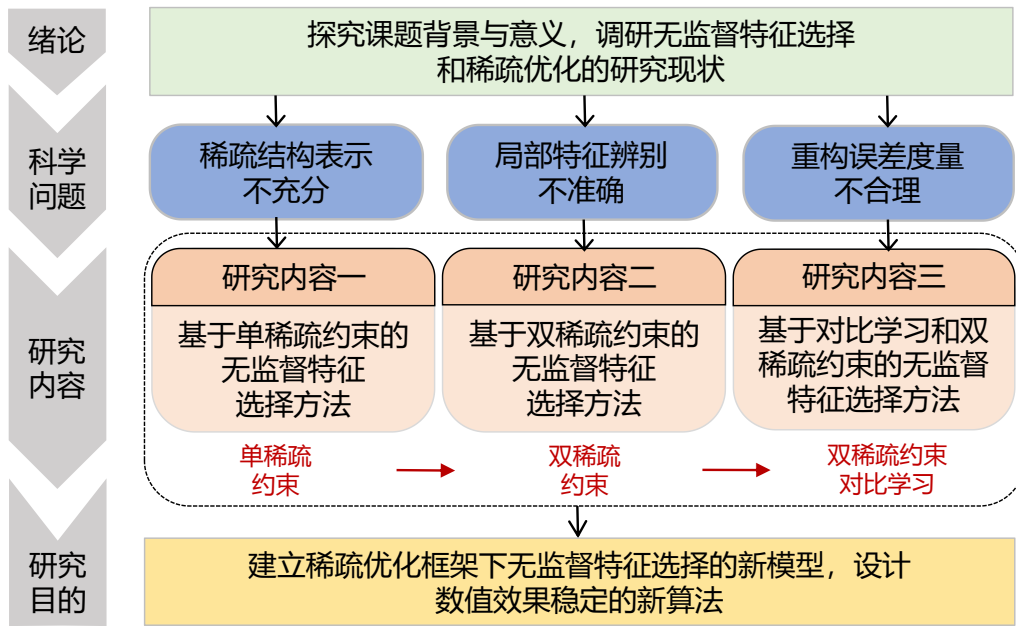 绪论
探究课题背景与意义，调研无监督特征选择
和稀疏优化的研究现状
科学
问题
稀疏结构表示
不充分
局部特征辨别
不准确
重构误差度量
不合理
研究
内容
研究内容一
基于单稀疏约束的
无监督特征
选择方法
研究内容二
基于双稀疏约束的
无监督特征
选择方法
研究内容三
基于对比学习和双
稀疏约束的无监督
特征选择方法
单稀疏
约束
双稀疏
约束
双稀疏约束
对比学习
研究
目的
建立稀疏优化框架下无监督特征选择的新模型，设计
数值效果稳定的新算法